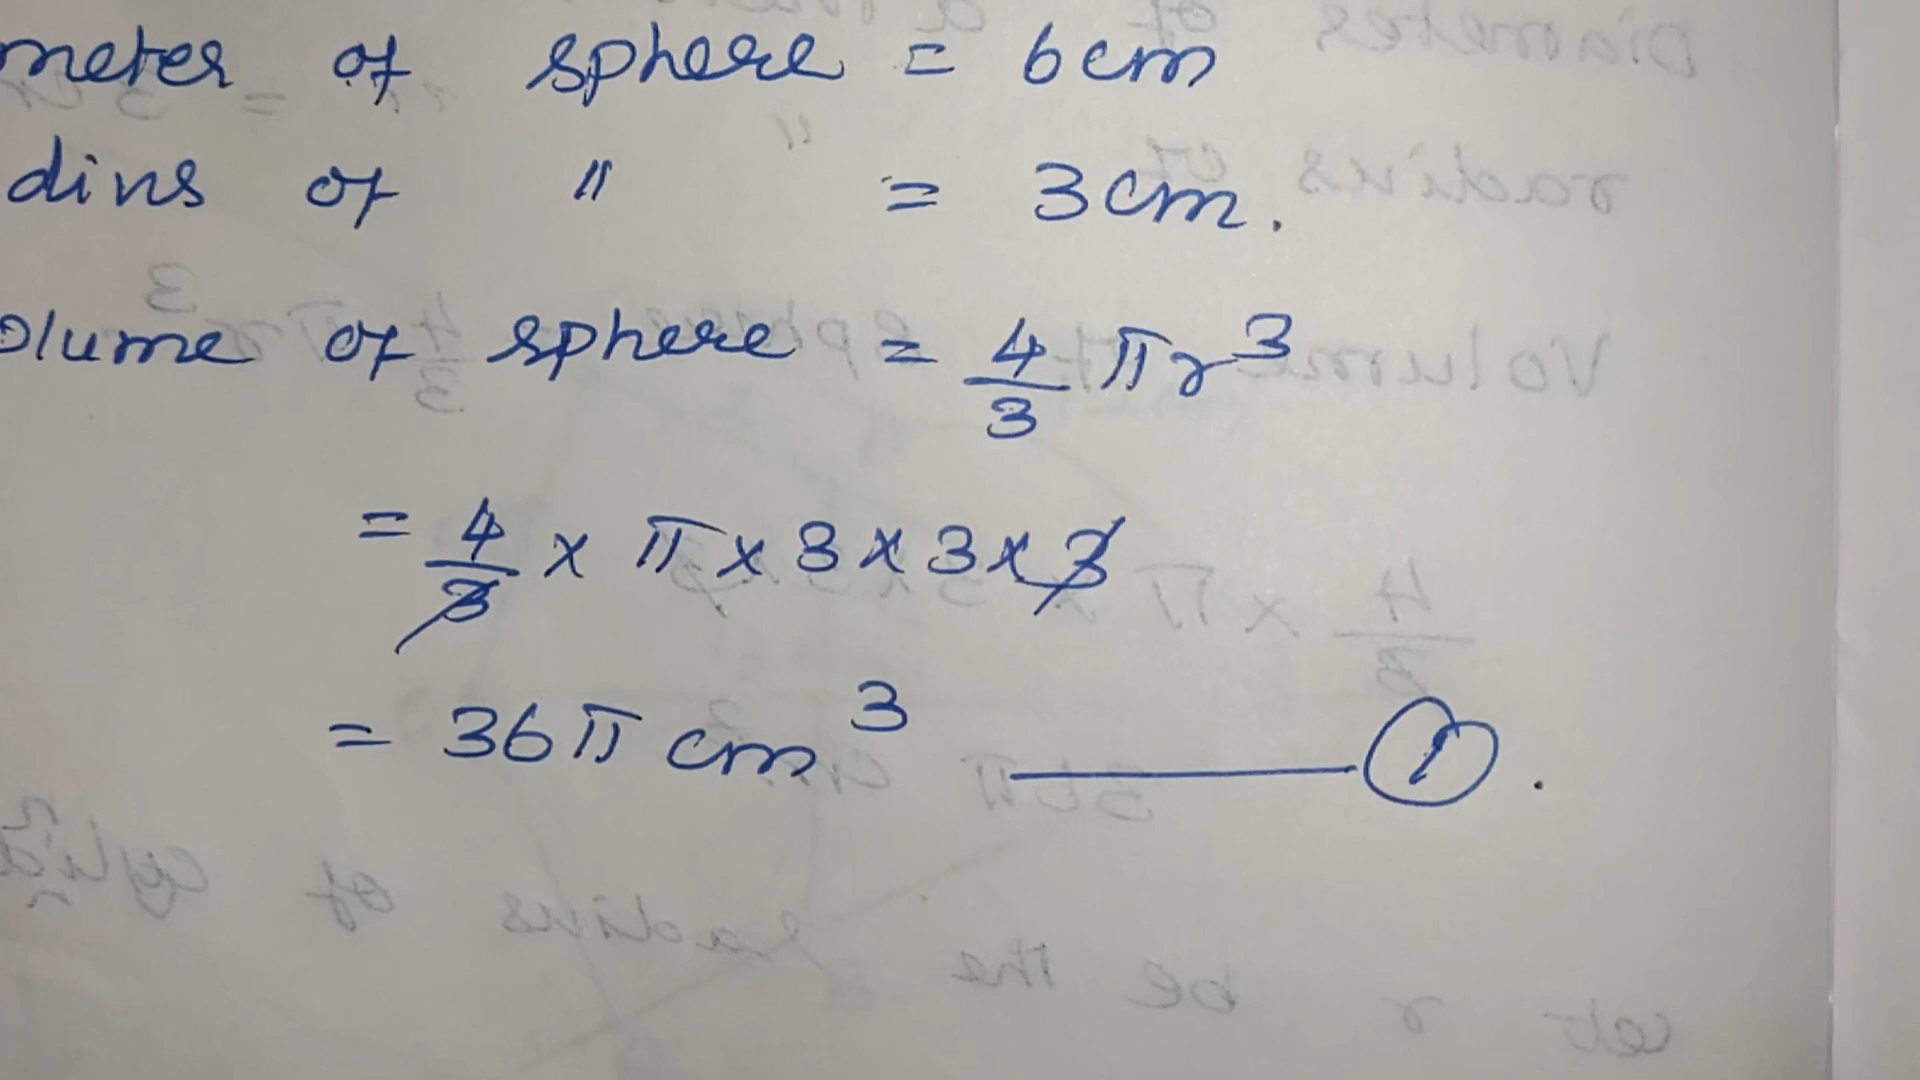 meter of sphere = 6cm
dius of " = 3cm.
olume of sphere = 4/3 πr³
= 4/3 × π × 3 × 3 × 3
= 36π cm³ ——— 1.